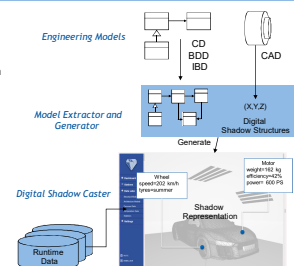 Engineering Models
CD
BDD
IBD
CAD
Model Extractor and
Generator
(X,Y,Z)
Digital
Shadow Structures
Generate
Digital Shadow Caster
Wheel
speed=202 km/h
tyres=summer
Motor
weight=162 kg
efficiency=42%
power= 600 PS
Shadow
Representation
Runtime
Data